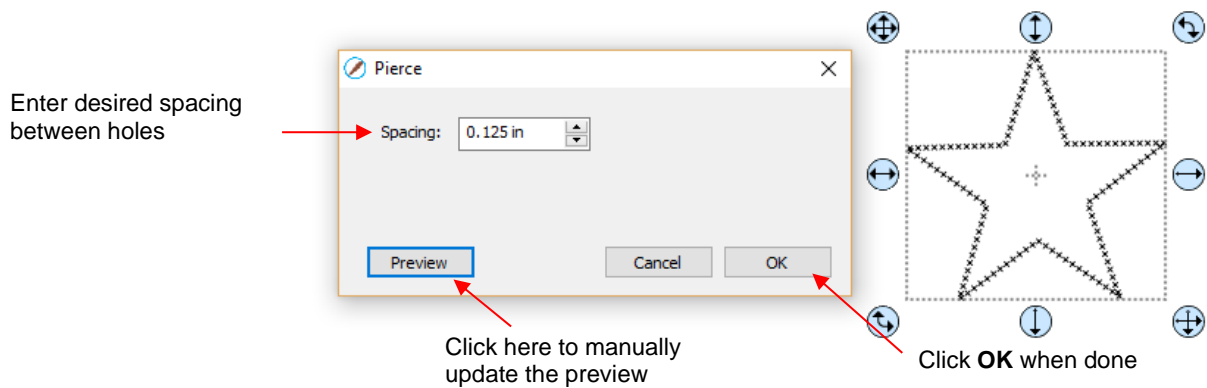 Pierce
Enter desired spacing
between holes
Spacing: 0.125 in
Preview Cancel OK
Click here to manually
update the preview
Click OK when done